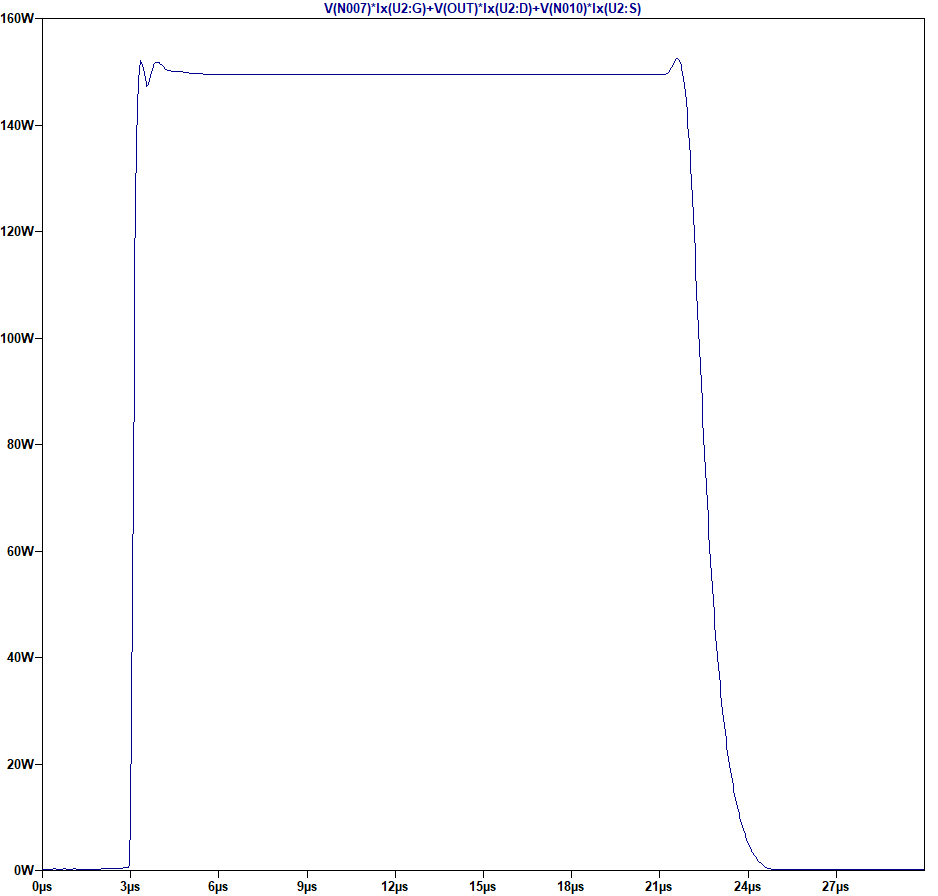 V(N007)*Ix(U2:G)+V(OUT)*Ix(U2:D)+V(N010)*Ix(U2:S)
160W
140W
120W
100W
80W
60W
40W
20W
0W
0µs 3µs 6µs 9µs 12µs 15µs 18µs 21µs 24µs 27µs